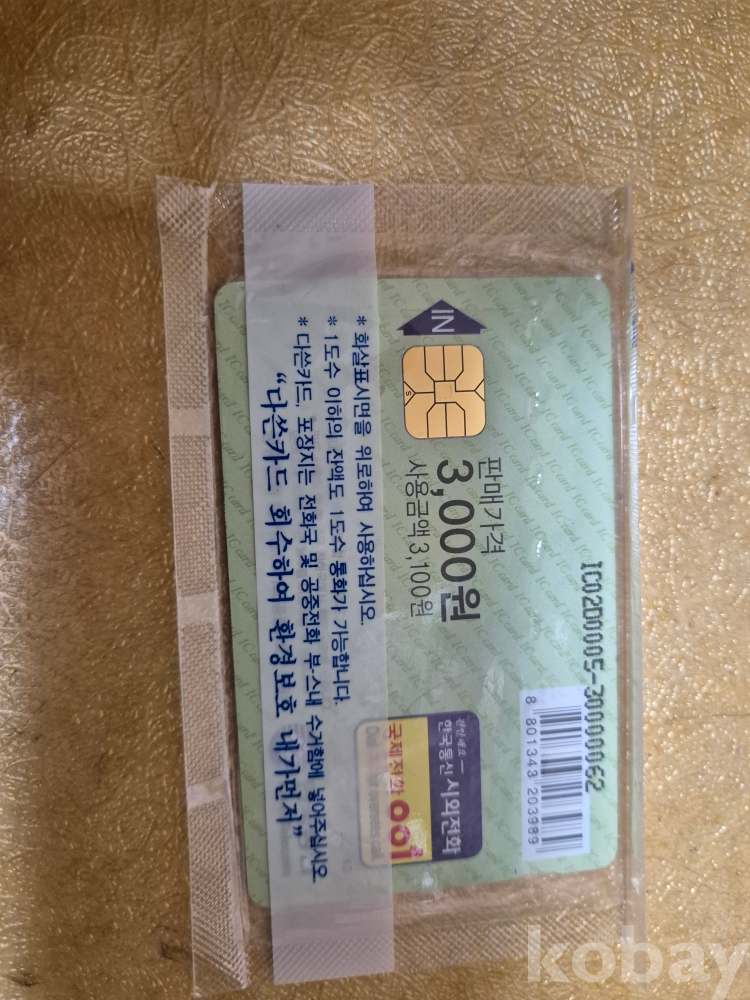 IC02D0005-30000062
8 801343 203989
IN
판매가격
3,000원
사용금액 3,100원
한국통신 시외전화
국제전화 001
* 화살표시면을 위로하여 사용하십시오.
* 1도수 이하의 잔액도 1도수 통화가 가능합니다.
* 다쓴카드, 포장지는 전화국 및 공중전화 부스내 수거함에 넣어주십시오.
“다쓴카드 회수하여 환경보호 내가먼저”
IC card
kobay